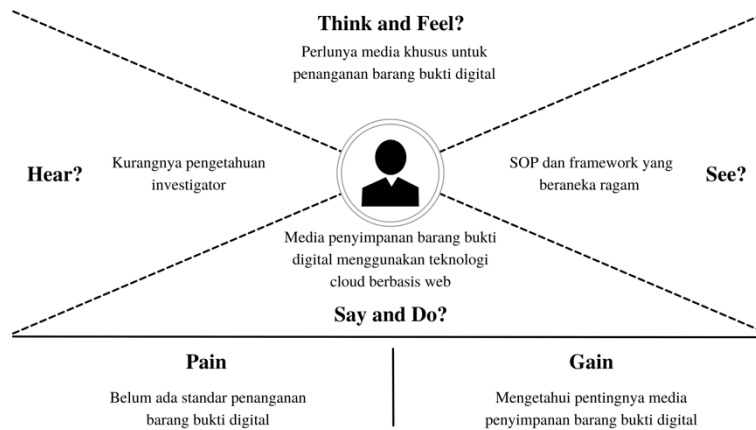 Think and Feel?
Perlunya media khusus untuk
penanganan barang bukti digital
Hear?
Kurangnya pengetahuan
investigator
SOP dan framework yang
beraneka ragam
See?
Media penyimpanan barang bukti
digital menggunakan teknologi
cloud berbasis web
Say and Do?
Pain
Belum ada standar penanganan
barang bukti digital
Gain
Mengetahui pentingnya media
penyimpanan barang bukti digital